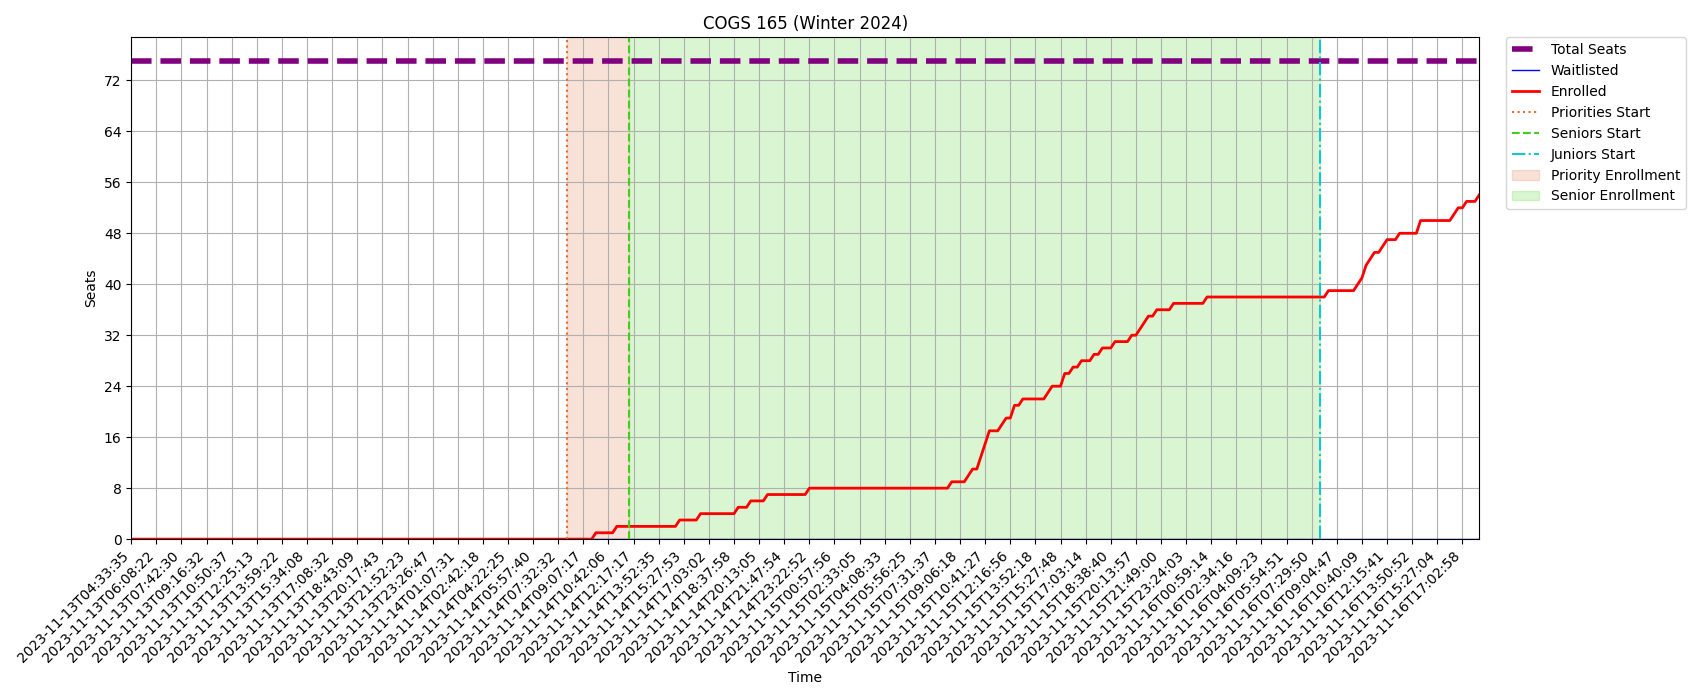 COGS 165 (Winter 2024)
Total Seats
Waitlisted
Enrolled
Priorities Start
Seniors Start
Juniors Start
Priority Enrollment
Senior Enrollment
Seats
72
64
56
48
40
32
24
16
8
0
2023-11-13T04:33:35
2023-11-13T06:08:22
2023-11-13T07:42:30
2023-11-13T09:16:32
2023-11-13T10:50:37
2023-11-13T12:25:13
2023-11-13T13:59:22
2023-11-13T15:34:08
2023-11-13T17:08:32
2023-11-13T18:43:09
2023-11-13T20:17:43
2023-11-13T21:52:23
2023-11-13T23:26:47
2023-11-14T01:07:31
2023-11-14T02:42:18
2023-11-14T04:22:25
2023-11-14T05:57:40
2023-11-14T07:32:32
2023-11-14T09:07:17
2023-11-14T10:42:06
2023-11-14T12:17:17
2023-11-14T13:52:35
2023-11-14T15:27:53
2023-11-14T17:03:02
2023-11-14T18:37:58
2023-11-14T20:13:05
2023-11-14T21:47:54
2023-11-14T23:22:52
2023-11-15T00:57:56
2023-11-15T02:33:05
2023-11-15T04:08:33
2023-11-15T05:56:25
2023-11-15T07:31:37
2023-11-15T09:06:18
2023-11-15T10:41:27
2023-11-15T12:16:56
2023-11-15T13:52:18
2023-11-15T15:27:48
2023-11-15T17:03:14
2023-11-15T18:38:40
2023-11-15T20:13:57
2023-11-15T21:49:00
2023-11-15T23:24:03
2023-11-16T00:59:14
2023-11-16T02:34:16
2023-11-16T04:09:23
2023-11-16T05:54:51
2023-11-16T07:29:50
2023-11-16T09:04:47
2023-11-16T10:40:09
2023-11-16T12:15:41
2023-11-16T13:50:52
2023-11-16T15:27:04
2023-11-16T17:02:58
Time